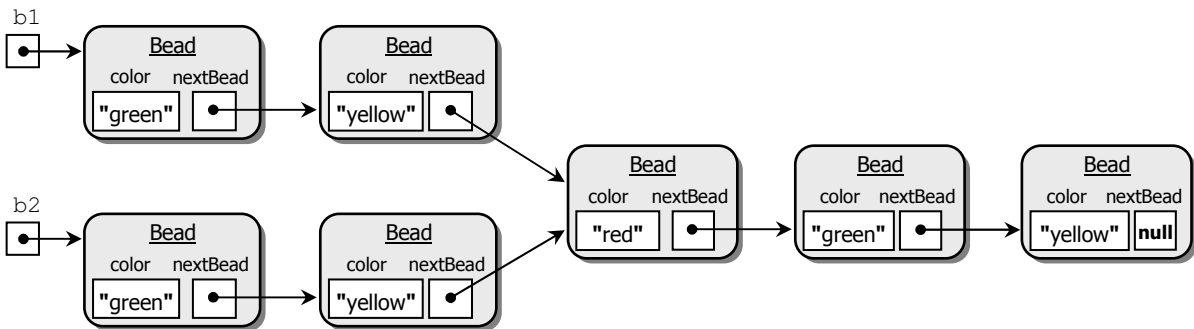 b1
Bead
color nextBead
"green"
Bead
color nextBead
"yellow"
b2
Bead
color nextBead
"green"
Bead
color nextBead
"yellow"
Bead
color nextBead
"red"
Bead
color nextBead
"green"
Bead
color nextBead
"yellow" null